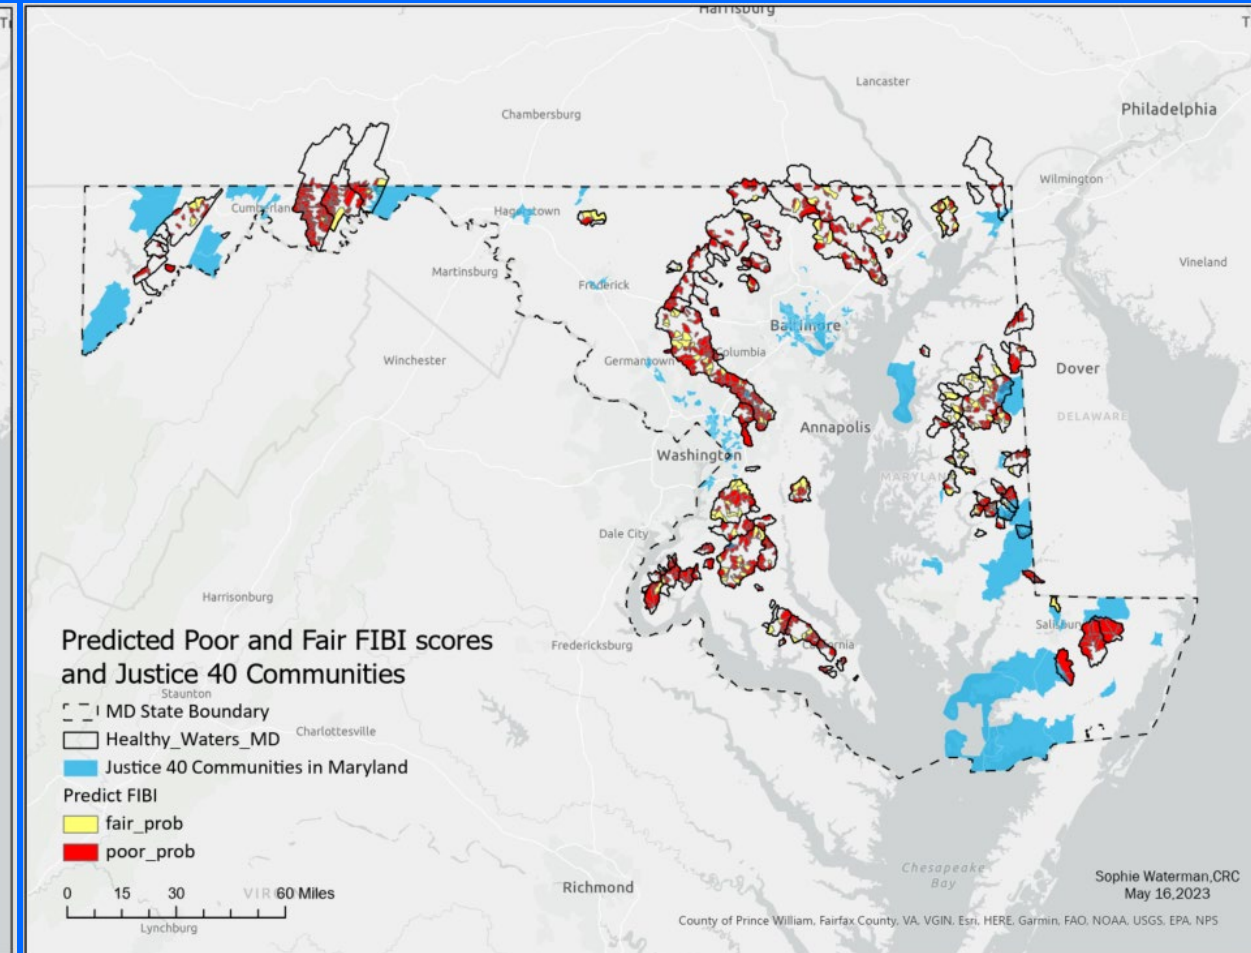 Harrisburg
Lancaster
Chambersburg
Philadelphia
Wilmington
Cumberlan
Hagerstown
Martinsburg
Vineland
Frederick
Baltimore
Winchester
Germantown
Columbia
Dover
DELAWARE
Annapolis
Washington
MARYLAN
Dale City
Harrisonburg
Fredericksburg
California
Salisbury
Predicted Poor and Fair FIBI scores
and Justice 40 Communities
Staunton
MD State Boundary
Charlottesville
Healthy_Waters_MD
Justice 40 Communities in Maryland
Predict FIBI
fair_prob
poor_prob
0 15 30 60 Miles
Lynchburg
Richmond
Chesapeake
Bay
Sophie Waterman,CRC
May 16,2023
County of Prince William, Fairfax County, VA, VGIN, Esri, HERE, Garmin, FAO, NOAA, USGS, EPA, NPS